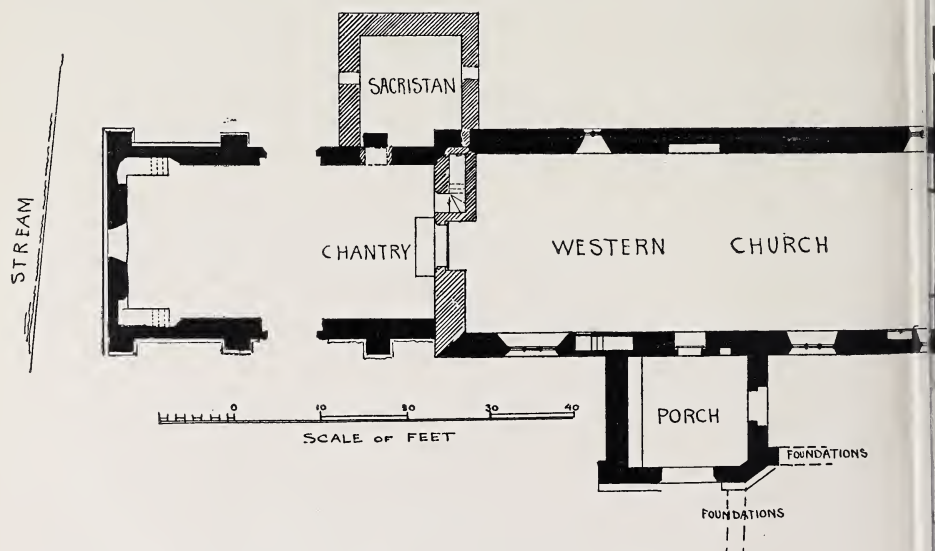 SACRISTAN
STREAM
CHANTRY
WESTERN CHURCH
0 10 20 30 40
SCALE OF FEET
PORCH
FOUNDATIONS
FOUNDATIONS